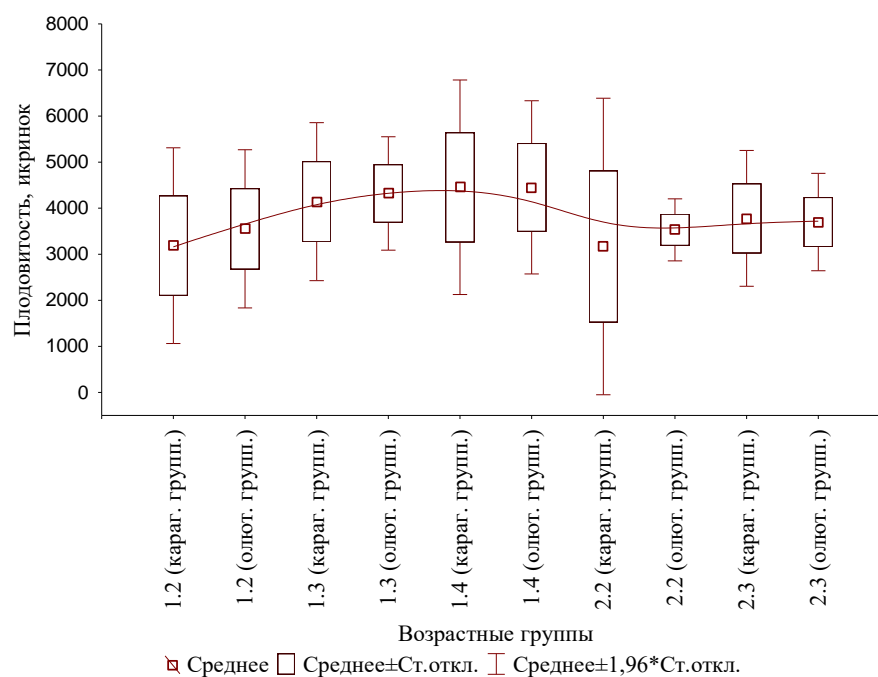 8000
7000
6000
5000
4000
3000
2000
1000
0
Плодовитость, икринок
1.2 (караг. групп.)
1.2 (олют. групп.)
1.3 (караг. групп.)
1.3 (олют. групп.)
1.4 (караг. групп.)
1.4 (олют. групп.)
2.2 (караг. групп.)
2.2 (олют. групп.)
2.3 (караг. групп.)
2.3 (олют. групп.)
Возрастные группы
Среднее Среднее±Ст.откл. Среднее±1,96*Ст.откл.